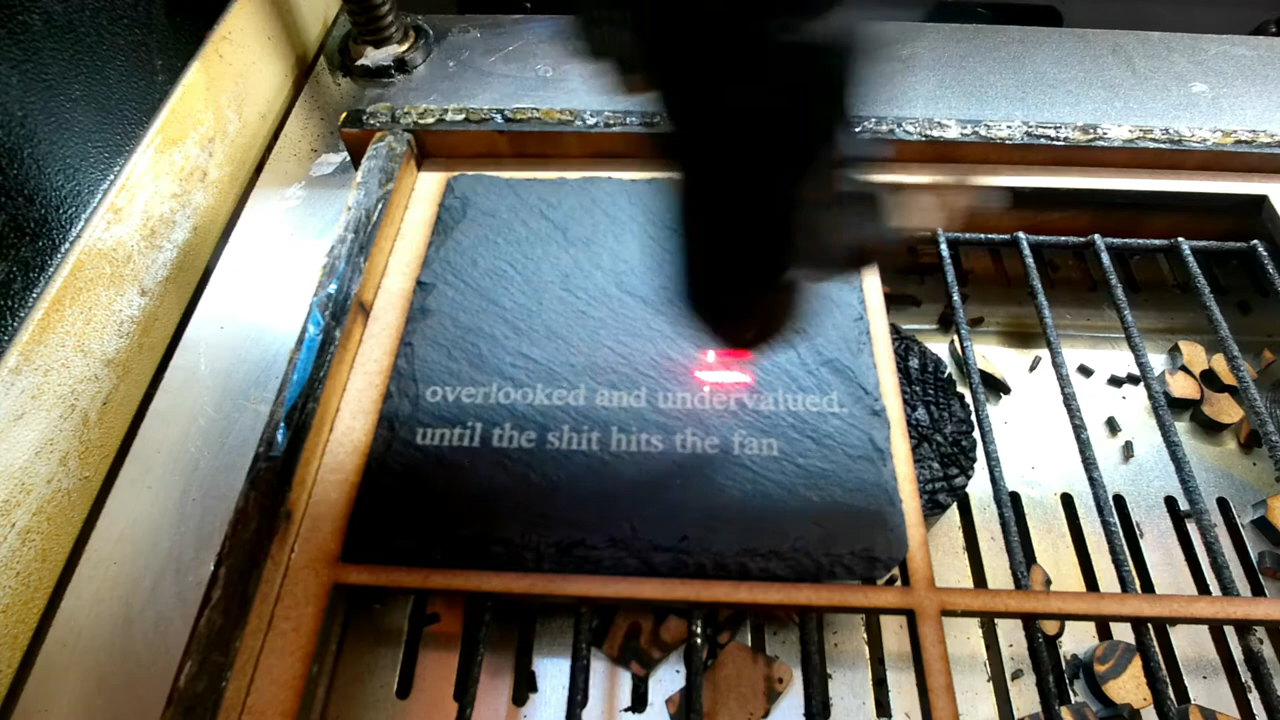 overlooked and undervalued.
until the shit hits the fan